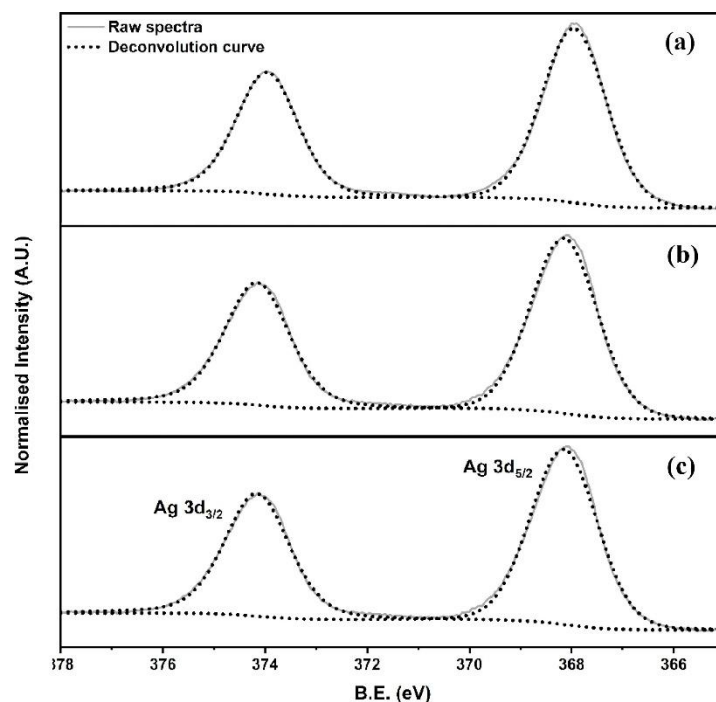 Raw spectra
Deconvolution curve
(a)
(b)
(c)
Ag 3d₃/₂
Ag 3d₅/₂
Normalised Intensity (A.U.)
378 376 374 372 370 368 366
B.E. (eV)